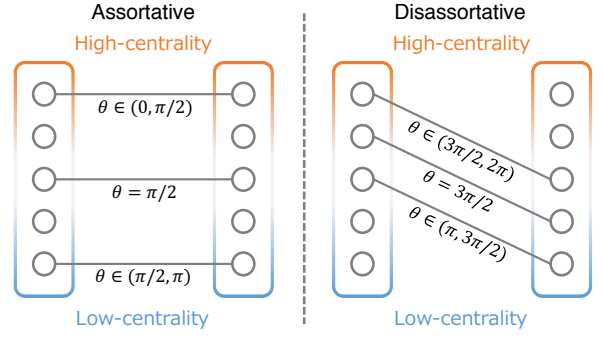 Assortative
High-centrality
θ ∈ (0, π/2)
θ = π/2
θ ∈ (π/2, π)
Low-centrality
Disassortative
High-centrality
θ ∈ (3π/2, 2π)
θ = 3π/2
θ ∈ (π, 3π/2)
Low-centrality